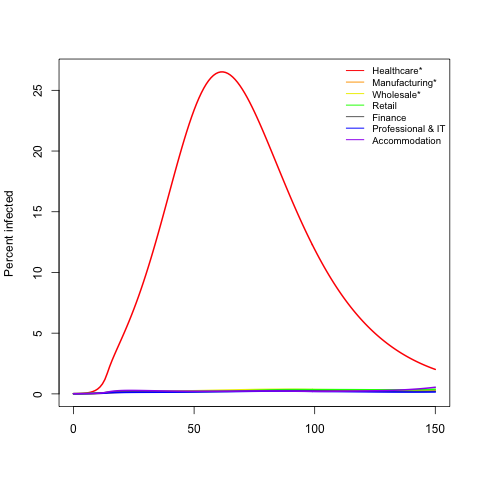 Healthcare*
Manufacturing*
Wholesale*
Retail
Finance
Professional & IT
Accommodation
Percent infected
25
20
15
10
5
0
0 50 100 150